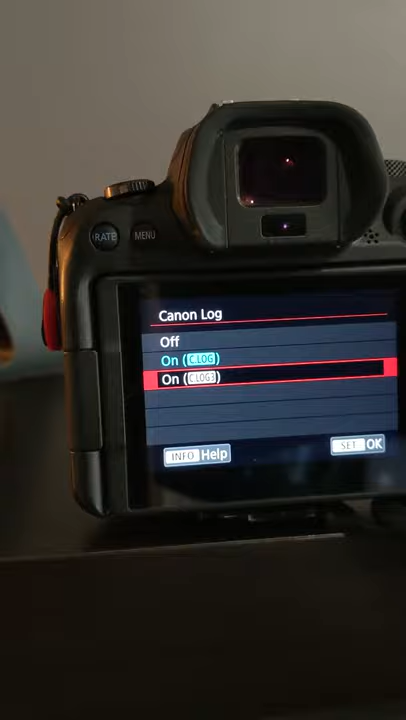 RATE MENU
Canon Log
Off
On (C.LOG)
On (C.LOG3)
INFO Help SET OK